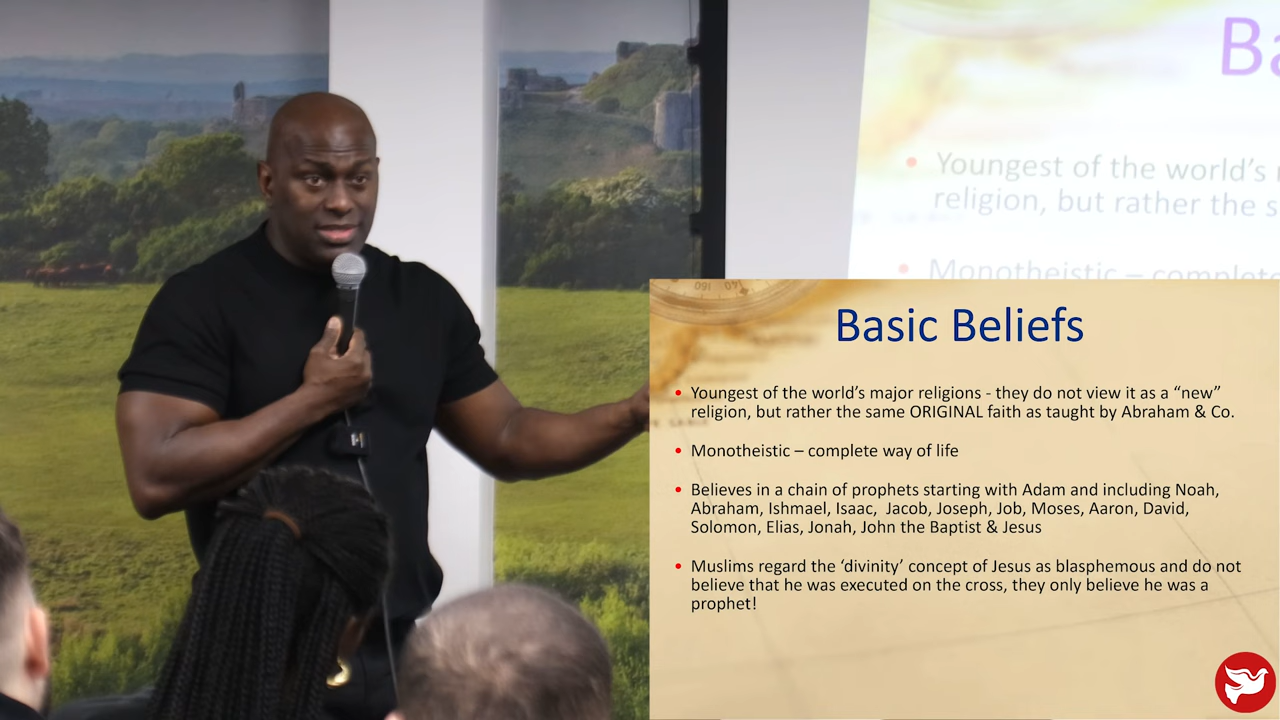 Ba
Youngest of the world's
religion, but rather the s
Monotheistic – complete
160
Basic Beliefs
• Youngest of the world's major religions - they do not view it as a "new"
religion, but rather the same ORIGINAL faith as taught by Abraham & Co.
• Monotheistic – complete way of life
• Believes in a chain of prophets starting with Adam and including Noah,
Abraham, Ishmael, Isaac, Jacob, Joseph, Job, Moses, Aaron, David,
Solomon, Elias, Jonah, John the Baptist & Jesus
• Muslims regard the 'divinity' concept of Jesus as blasphemous and do not
believe that he was executed on the cross, they only believe he was a
prophet!